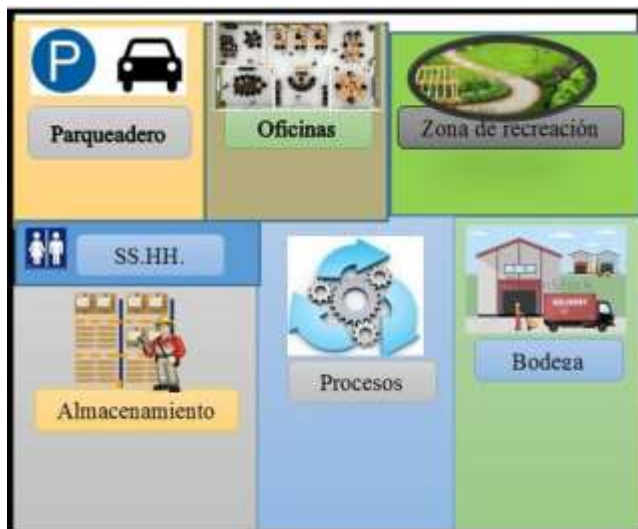 P
Parqueadero
Oficinas
Zona de recreación
SS.HH.
Almacenamiento
Procesos
Bodega